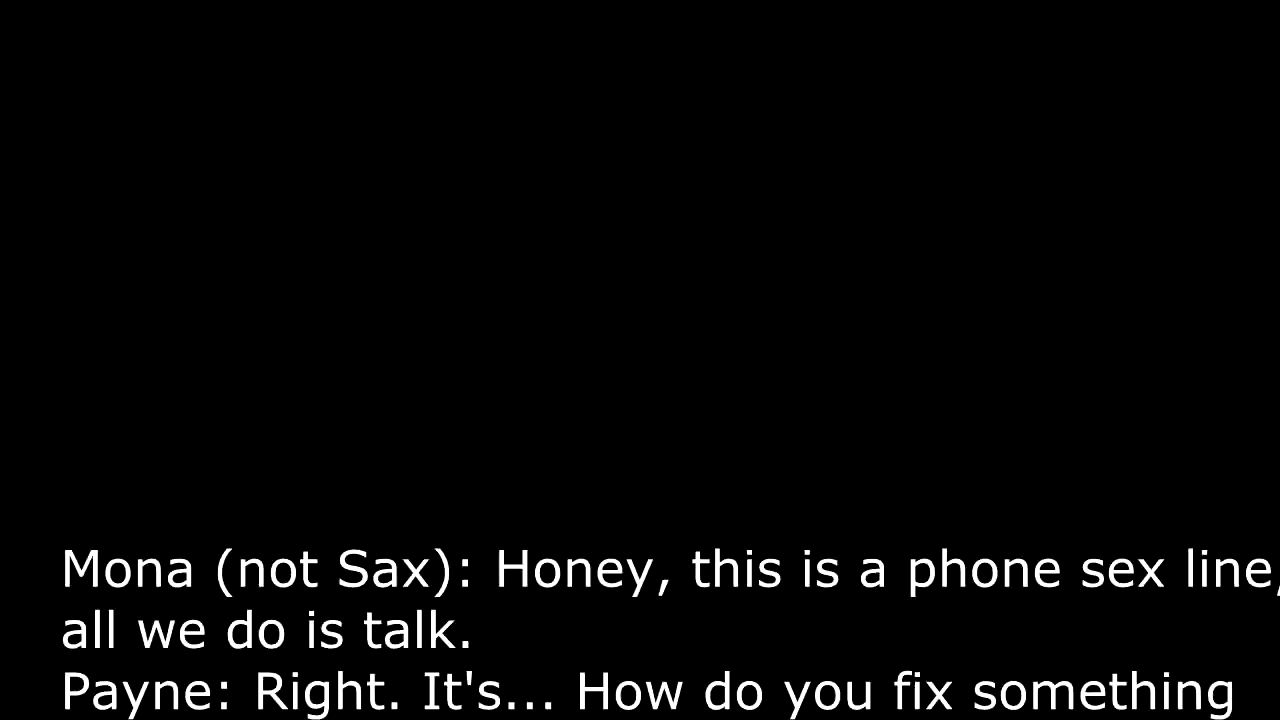 Mona (not Sax): Honey, this is a phone sex line,
all we do is talk.
Payne: Right. It's... How do you fix something